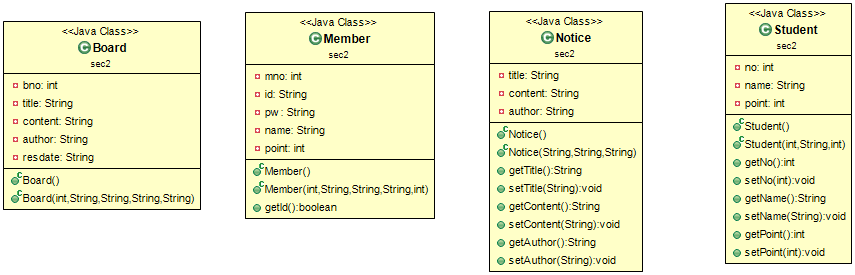 <<Java Class>>
Board
sec2
bno: int
title: String
content: String
author: String
resdate: String
Board()
Board(int,String,String,String,String)
<<Java Class>>
Member
sec2
mno: int
id: String
pw : String
name: String
point: int
Member()
Member(int,String,String,String,int)
getId():boolean
<<Java Class>>
Notice
sec2
title: String
content: String
author: String
Notice()
Notice(String,String,String)
getTitle():String
setTitle(String):void
getContent():String
setContent(String):void
getAuthor():String
setAuthor(String):void
<<Java Class>>
Student
sec2
no: int
name: String
point: int
Student()
Student(int,String,int)
getNo():int
setNo(int):void
getName():String
setName(String):void
getPoint():int
setPoint(int):void